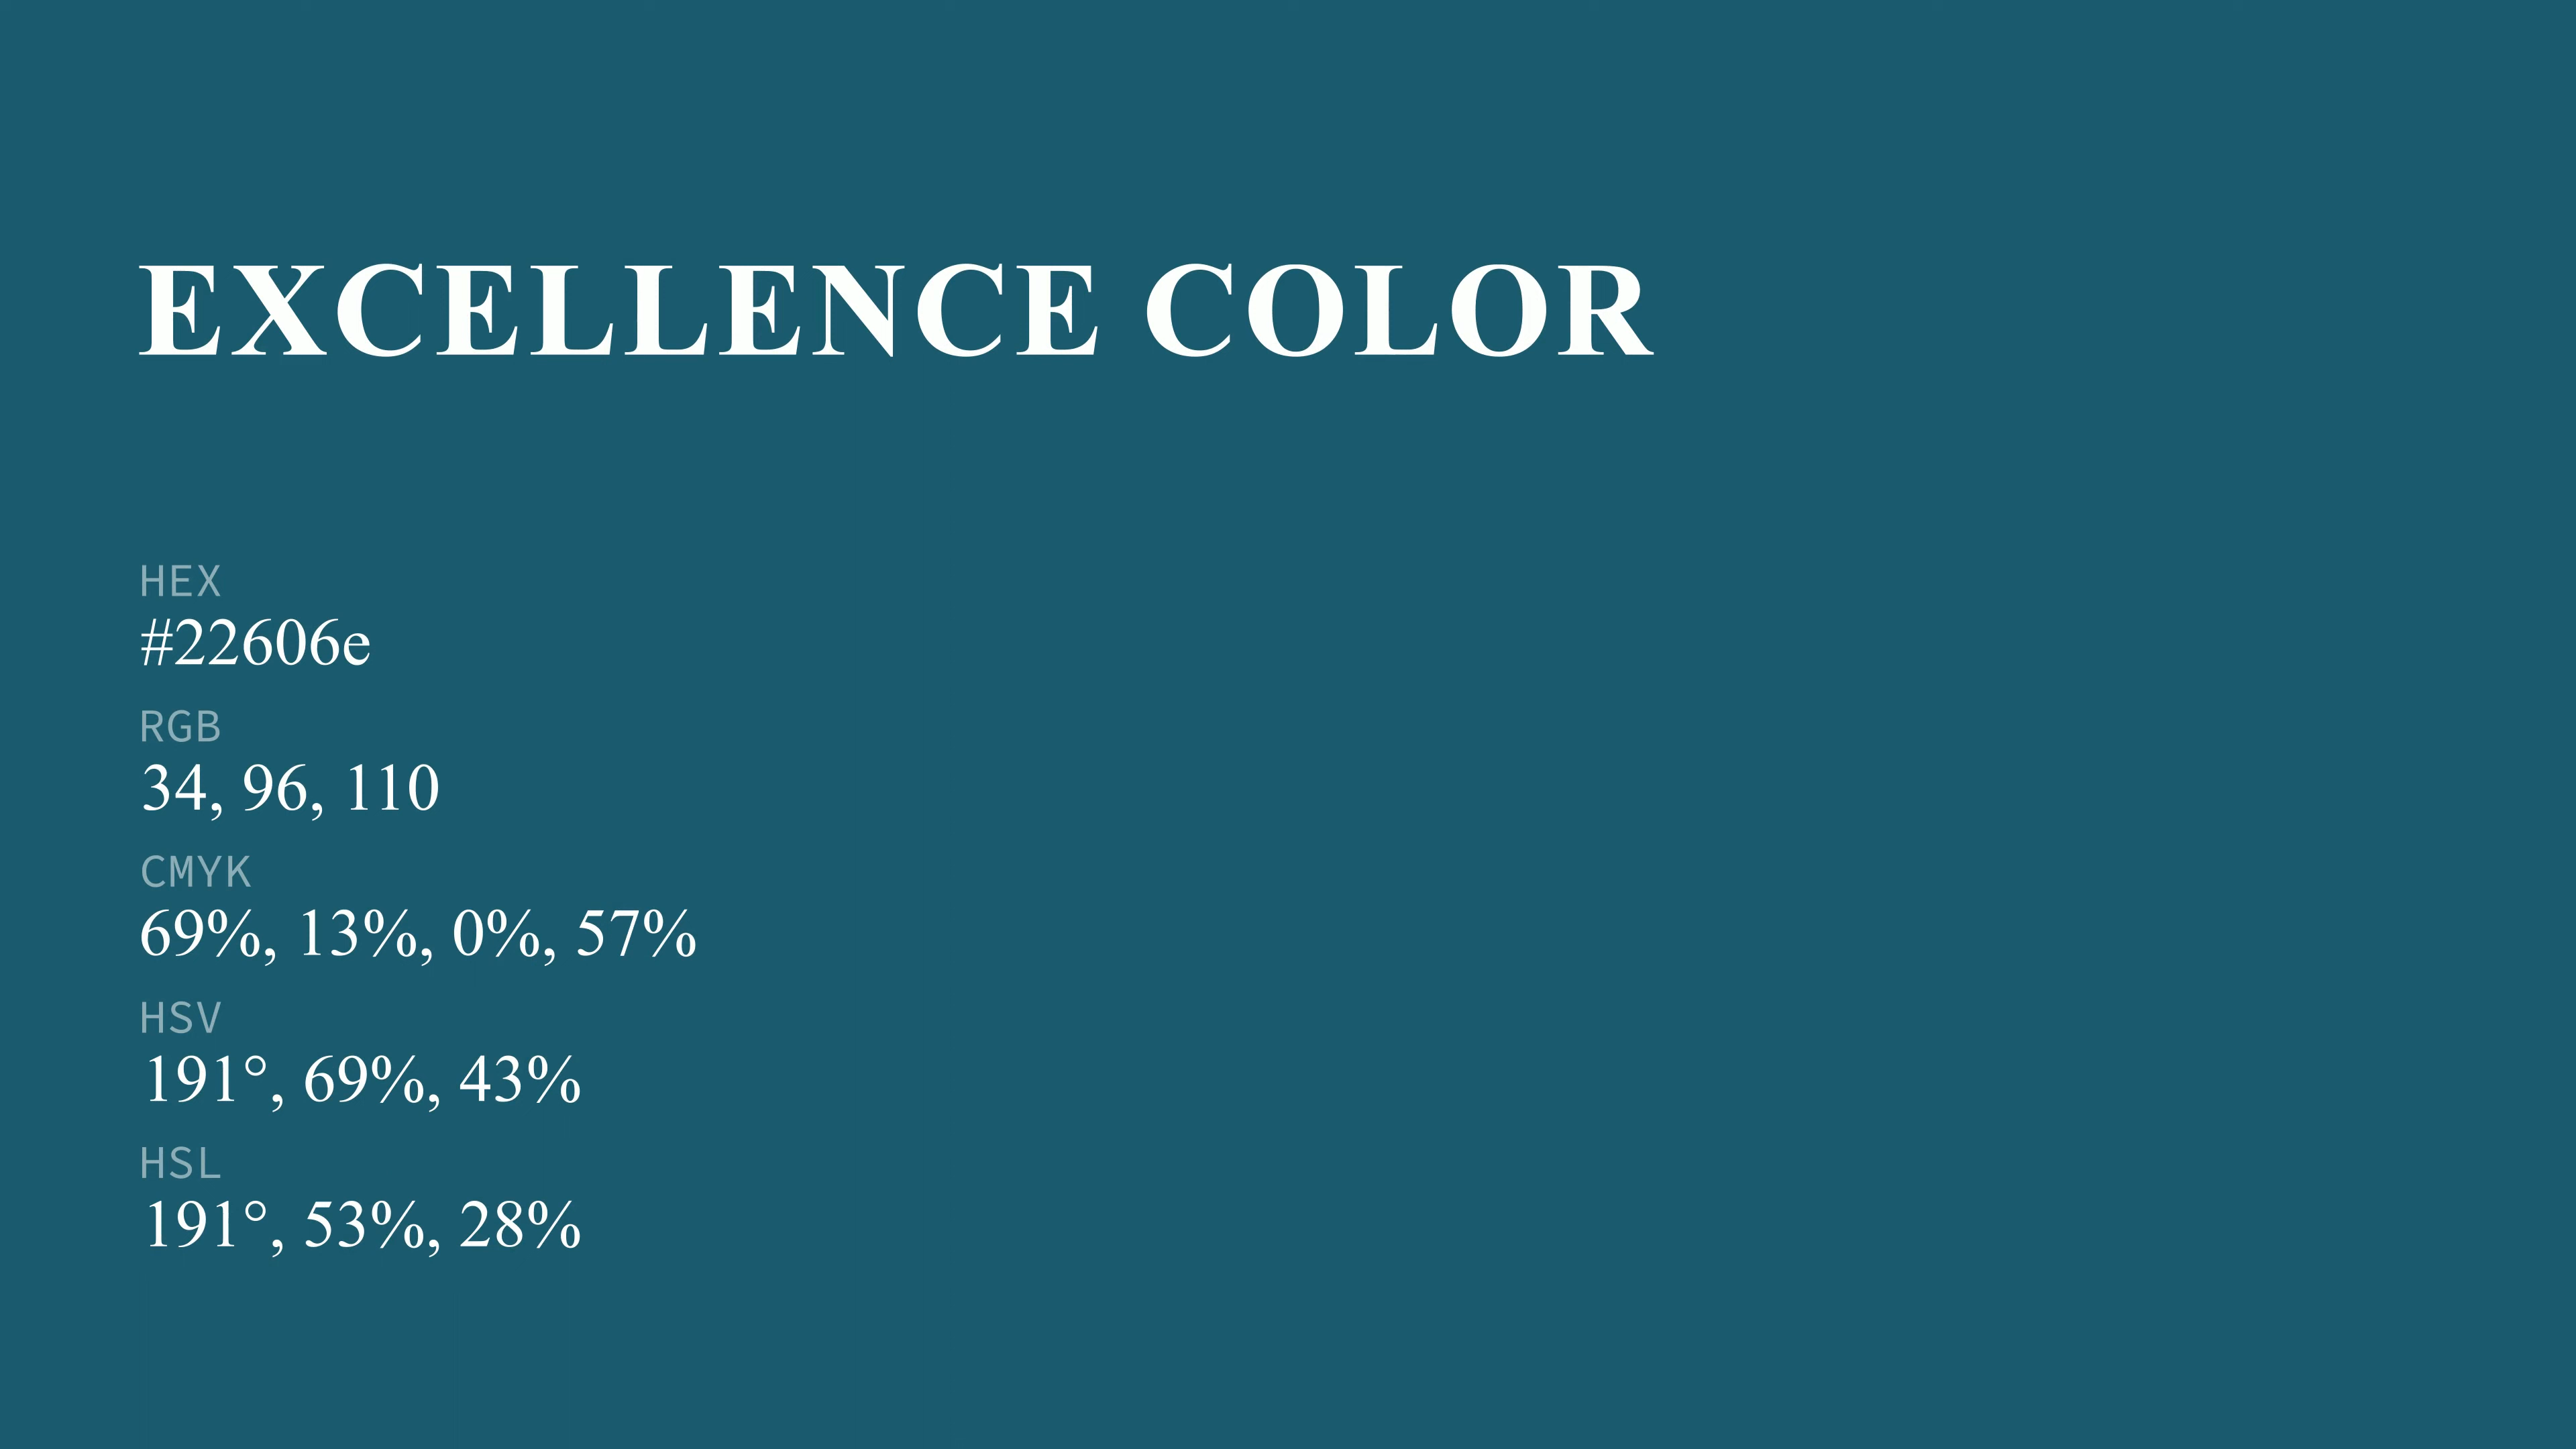 EXCELLENCE COLOR
HEX
#22606e
RGB
34, 96, 110
CMYK
69%, 13%, 0%, 57%
HSV
191°, 69%, 43%
HSL
191°, 53%, 28%